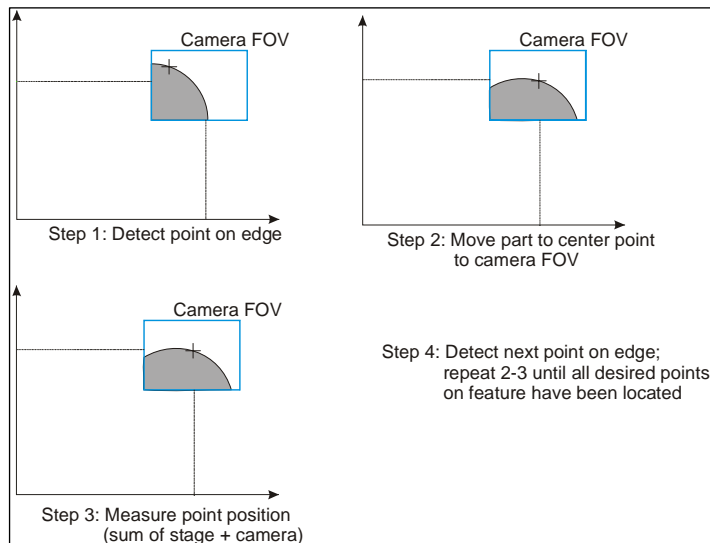 Camera FOV
Step 1: Detect point on edge
Camera FOV
Step 2: Move part to center point
to camera FOV
Camera FOV
Step 3: Measure point position
(sum of stage + camera)
Step 4: Detect next point on edge;
repeat 2-3 until all desired points
on feature have been located